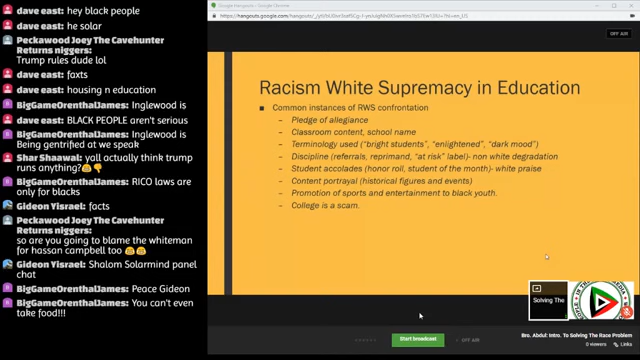 dave east: hey black people
dave east: he solar
Peckawood Joey The Cavehunter
Returns niggers:
Trump rules dude lol
dave east: faxts
dave east: housing n education
BigGameOrenthalJames: Inglewood is
dave east: BLACK PEOPLE aren't serious
BigGameOrenthalJames: Inglewood is
Being gentrified at we speak
Shar Shaawal: yall actually think trump
runs anything?
BigGameOrenthalJames: RICO laws are
only for blacks
Gideon Yisrael: facts
Peckawood Joey The Cavehunter
Returns niggers:
so are you going to blame the whiteman
for hassan campbell too
Gideon Yisrael: Shalom Solarmind panel
chat
BigGameOrenthalJames: Peace Gideon
BigGameOrenthalJames: You can't even
take food!!!
Google Hangouts - Google Chrome
https://hangouts.google.com/hangouts/
OFF AIR
Racism White Supremacy in Education
Common instances of RWS confrontation
– Pledge of allegiance
– Classroom content, school name
– Terminology used ("bright students", "enlightened", "dark mood")
– Discipline (referrals, reprimand, "at risk" label)- non white degradation
– Student accolades (honor roll, student of the month)- white praise
– Content portrayal (historical figures and events)
– Promotion of sports and entertainment to black youth.
– College is a scam.
Solving The
Start broadcast
OFF AIR
Bro. Abdul: Intro. To Solving The Race Problem
0 viewers
Links